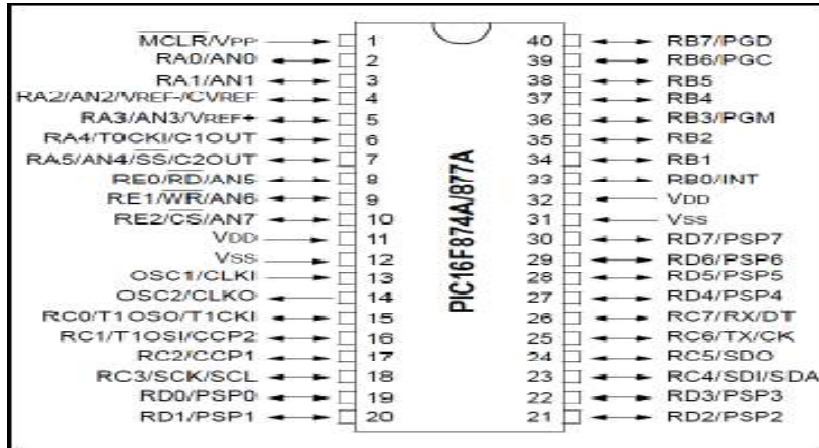 MCLR/VPP 1 40 RB7/PGD
RA0/AN0 2 39 RB6/PGC
RA1/AN1 3 38 RB5
RA2/AN2/VREF-/CVREF 4 37 RB4
RA3/AN3/VREF+ 5 36 RB3/PGM
RA4/T0CKI/C1OUT 6 35 RB2
RA5/AN4/SS/C2OUT 7 34 RB1
RE0/RD/AN5 8 33 RB0/INT
RE1/WR/AN6 9 32 VDD
RE2/CS/AN7 10 31 VSS
VDD 11 30 RD7/PSP7
VSS 12 29 RD6/PSP6
OSC1/CLKI 13 28 RD5/PSP5
OSC2/CLKO 14 27 RD4/PSP4
RC0/T1OSO/T1CKI 15 26 RC7/RX/DT
RC1/T1OSI/CCP2 16 25 RC6/TX/CK
RC2/CCP1 17 24 RC5/SDO
RC3/SCK/SCL 18 23 RC4/SDI/SDA
RD0/PSP0 19 22 RD3/PSP3
RD1/PSP1 20 21 RD2/PSP2
PIC16F874A/877A